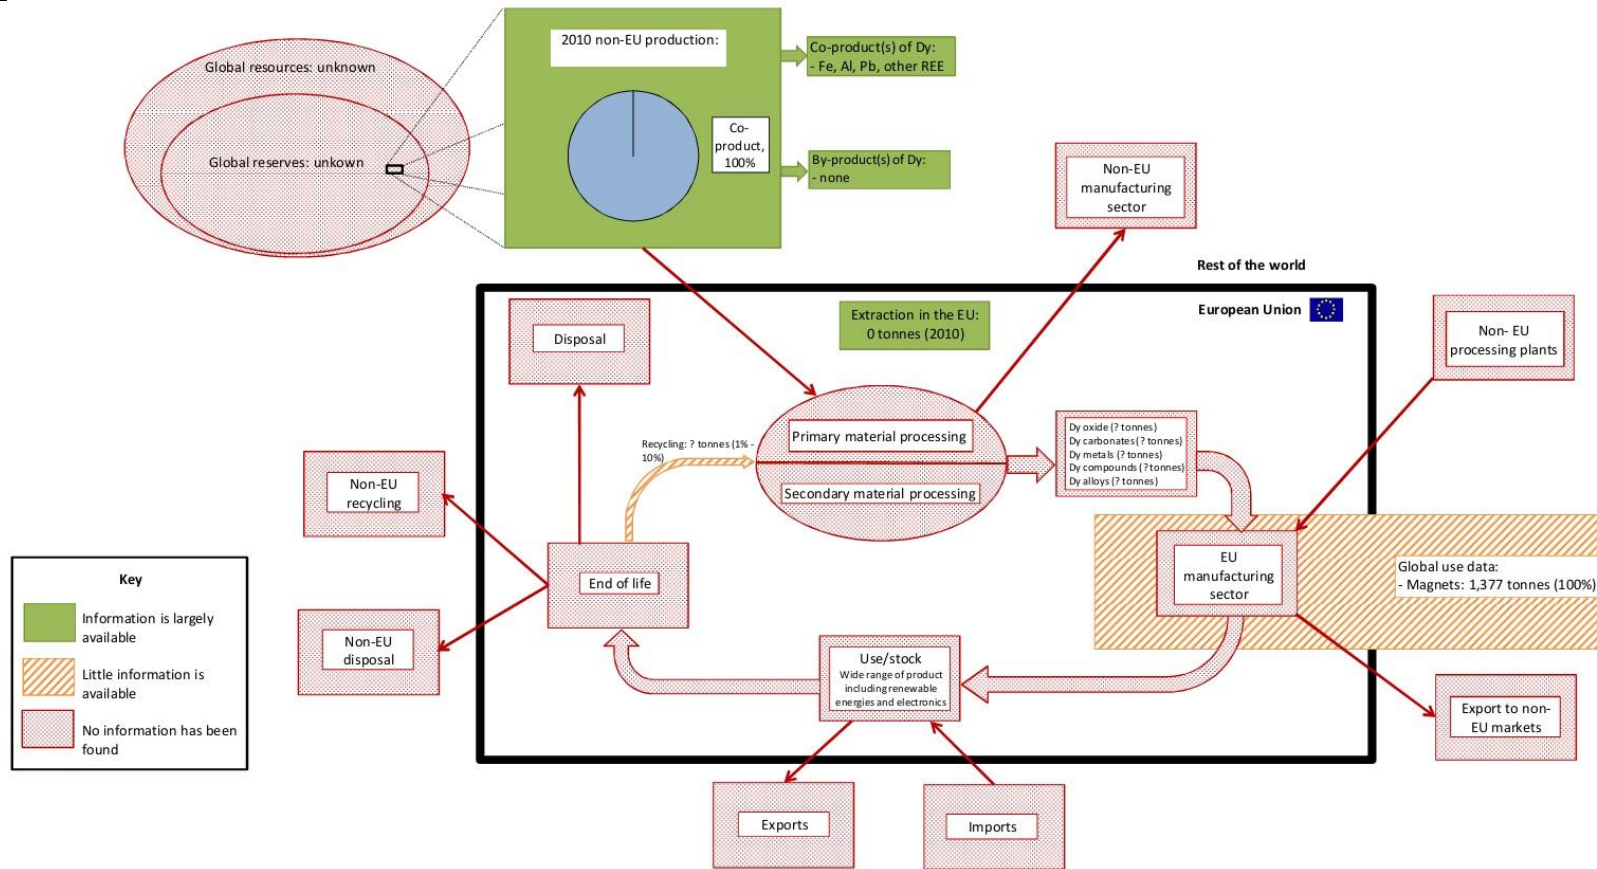 Global resources: unknown
Global reserves: unkown
2010 non-EU production:
Co-
product,
100%
Co-product(s) of Dy:
- Fe, Al, Pb, other REE
By-product(s) of Dy:
- none
Non-EU
manufacturing
sector
Rest of the world
European Union
Extraction in the EU:
0 tonnes (2010)
Non- EU
processing plants
Disposal
Recycling: ? tonnes (1% -
10%)
Primary material processing
Secondary material processing
Dy oxide (? tonnes)
Dy carbonates (? tonnes)
Dy metals (? tonnes)
Dy compounds (? tonnes)
Dy alloys (? tonnes)
Non-EU
recycling
End of life
Non-EU
disposal
EU
manufacturing
sector
Global use data:
- Magnets: 1,377 tonnes (100%)
Use/stock
Wide range of product
including renewable
energies and electronics
Export to non-
EU markets
Exports
Imports
Key
Information is largely
available
Little information is
available
No information has been
found